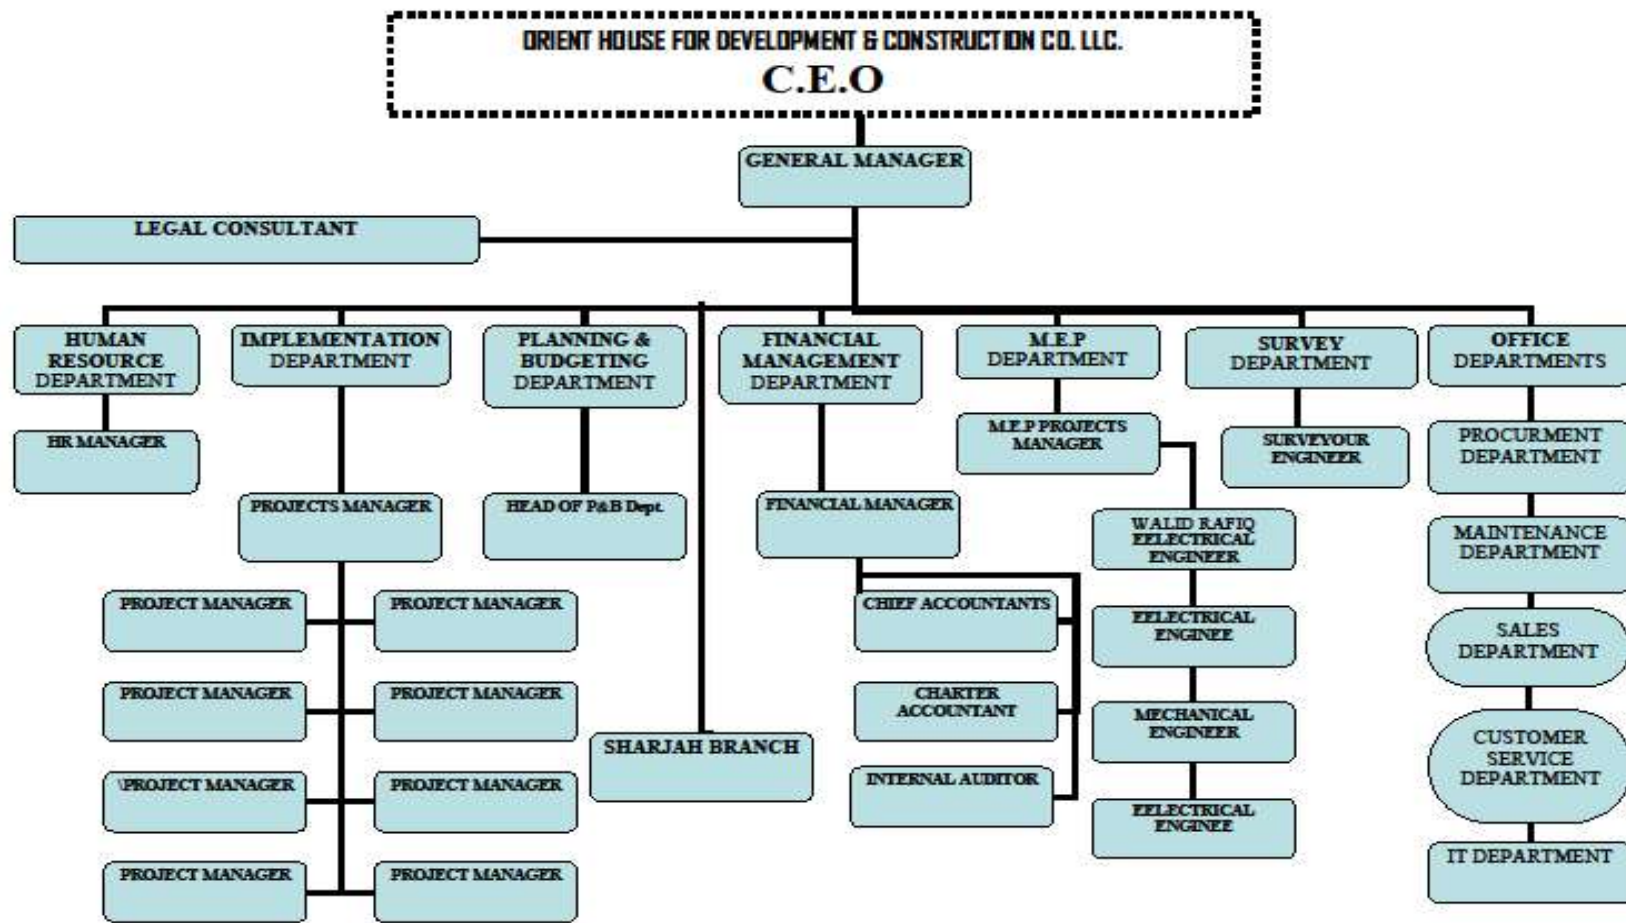 ORIENT HOUSE FOR DEVELOPMENT & CONSTRUCTION CO. LLC.
C.E.O
GENERAL MANAGER
LEGAL CONSULTANT
HUMAN
RESOURCE
DEPARTMENT
IMPLEMENTATION
DEPARTMENT
PLANNING &
BUDGETING
DEPARTMENT
FINANCIAL
MANAGEMENT
DEPARTMENT
M.E.P
DEPARTMENT
SURVEY
DEPARTMENT
OFFICE
DEPARTMENTS
HR MANAGER
PROJECTS MANAGER
HEAD OF P&B Dept.
FINANCIAL MANAGER
M.E.P PROJECTS
MANAGER
SURVEYOUR
ENGINEER
PROCURMENT
DEPARTMENT
PROJECT MANAGER
PROJECT MANAGER
PROJECT MANAGER
PROJECT MANAGER
\PROJECT MANAGER
PROJECT MANAGER
PROJECT MANAGER
PROJECT MANAGER
SHARJAH BRANCH
CHIEF ACCOUNTANTS
CHARTER
ACCOUNTANT
INTERNAL AUDITOR
WALID RAFIQ
EELECTRICAL
ENGINEER
EELECTRICAL
ENGINEE
MECHANICAL
ENGINEER
EELECTRICAL
ENGINEE
MAINTENANCE
DEPARTMENT
SALES
DEPARTMENT
CUSTOMER
SERVICE
DEPARTMENT
IT DEPARTMENT